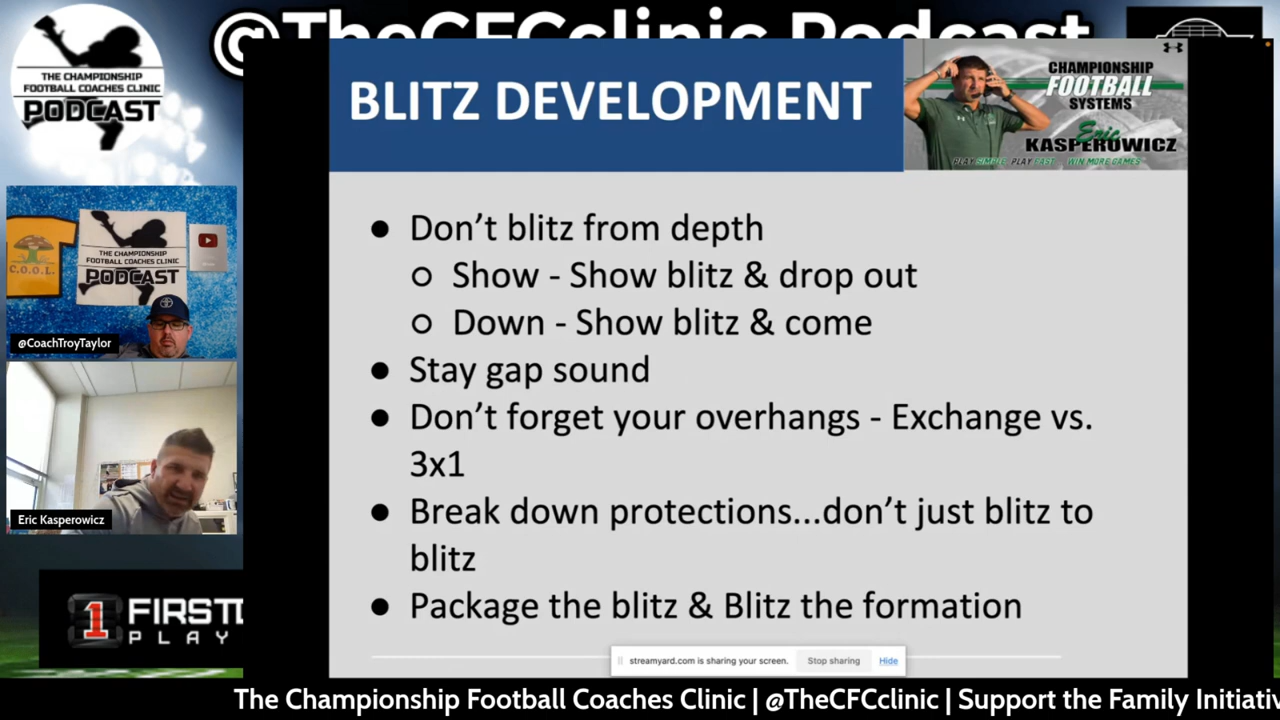 @TheCFCclinic Podcast
THE CHAMPIONSHIP
FOOTBALL COACHES CLINIC
PODCAST
BLITZ DEVELOPMENT
CHAMPIONSHIP
FOOTBALL
SYSTEMS
Eric
KASPEROWICZ
PLAY SIMPLE PLAY FAST WIN MORE GAMES
C.O.O.L.
THE CHAMPIONSHIP
FOOTBALL COACHES CLINIC
PODCAST
@CoachTroyTaylor
Eric Kasperowicz
● Don’t blitz from depth
○ Show - Show blitz & drop out
○ Down - Show blitz & come
● Stay gap sound
● Don’t forget your overhangs - Exchange vs.
3x1
● Break down protections...don’t just blitz to
blitz
● Package the blitz & Blitz the formation
1 FIRST
PLAY
streamyard.com is sharing your screen. Stop sharing Hide
The Championship Football Coaches Clinic | @TheCFCclinic | Support the Family Initiativ